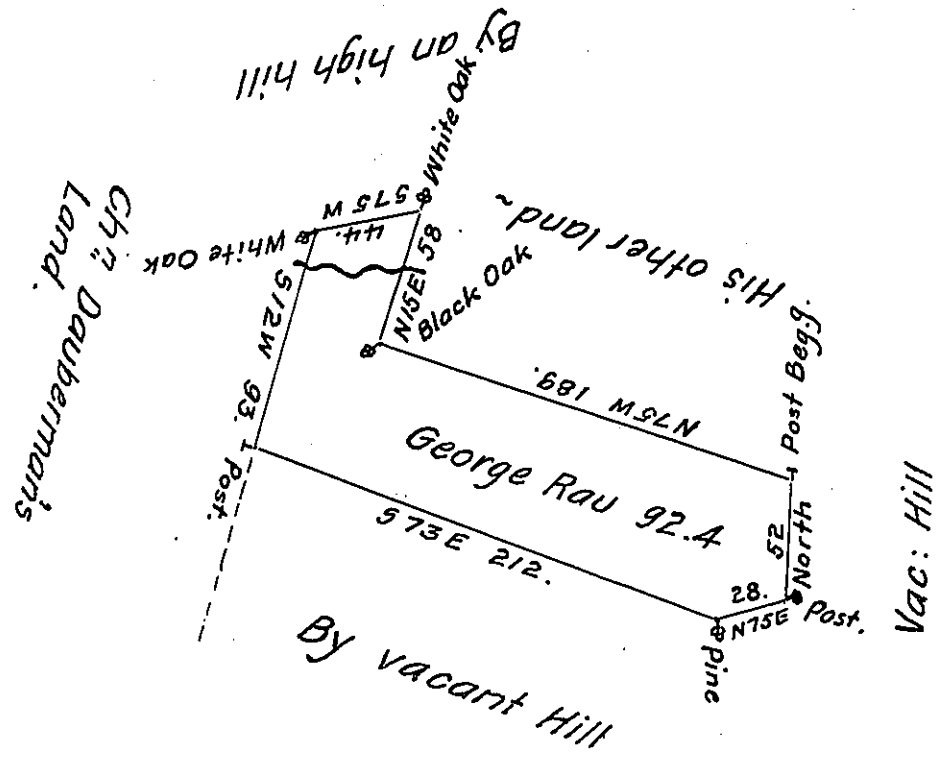 By an high hill
White Oak
S75W
44.
White Oak
Chn. Daubermans
Land.
S12W 93.
N15E 58
Black Oak
His other land ~
Post Beg.g.
N75W 189.
George Rau 92.A
Post.
S73E 212.
52
North
28.
N75E
Post.
Pine
Vac: Hill
By vacant Hill